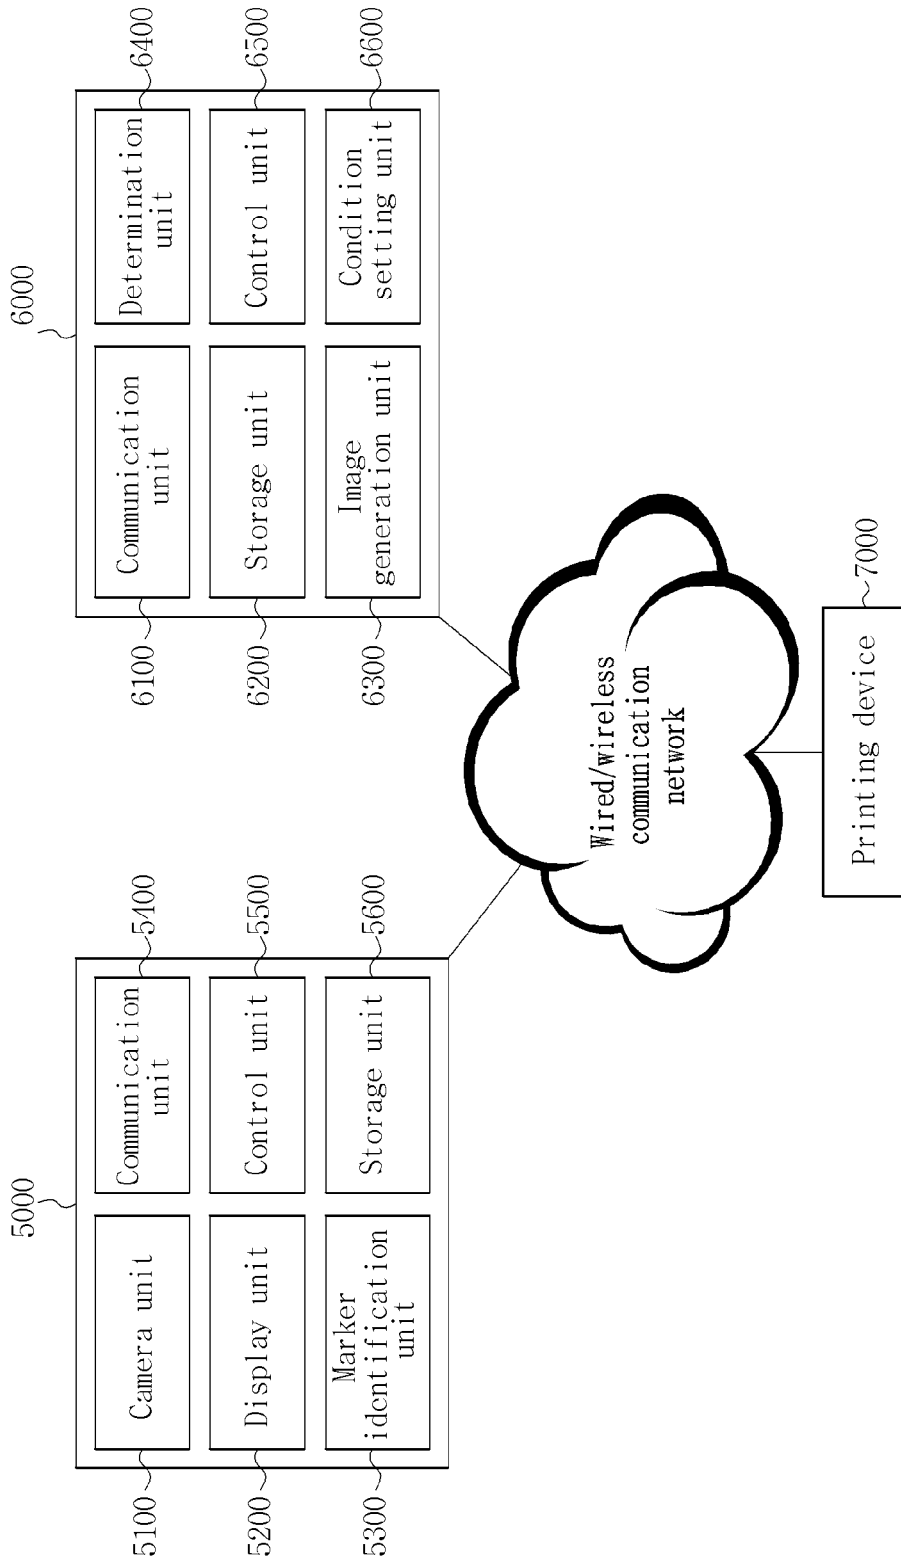 5000
5100
Camera unit
Communication
unit
5400
5200
Display unit
Control unit
5500
5300
Marker
identification
unit
Storage unit
5600
6000
6100
Communication
unit
Determination
unit
6400
6200
Storage unit
Control unit
6500
6300
Image
generation unit
Condition
setting unit
6600
Wired/wireless
communication
network
Printing device
7000